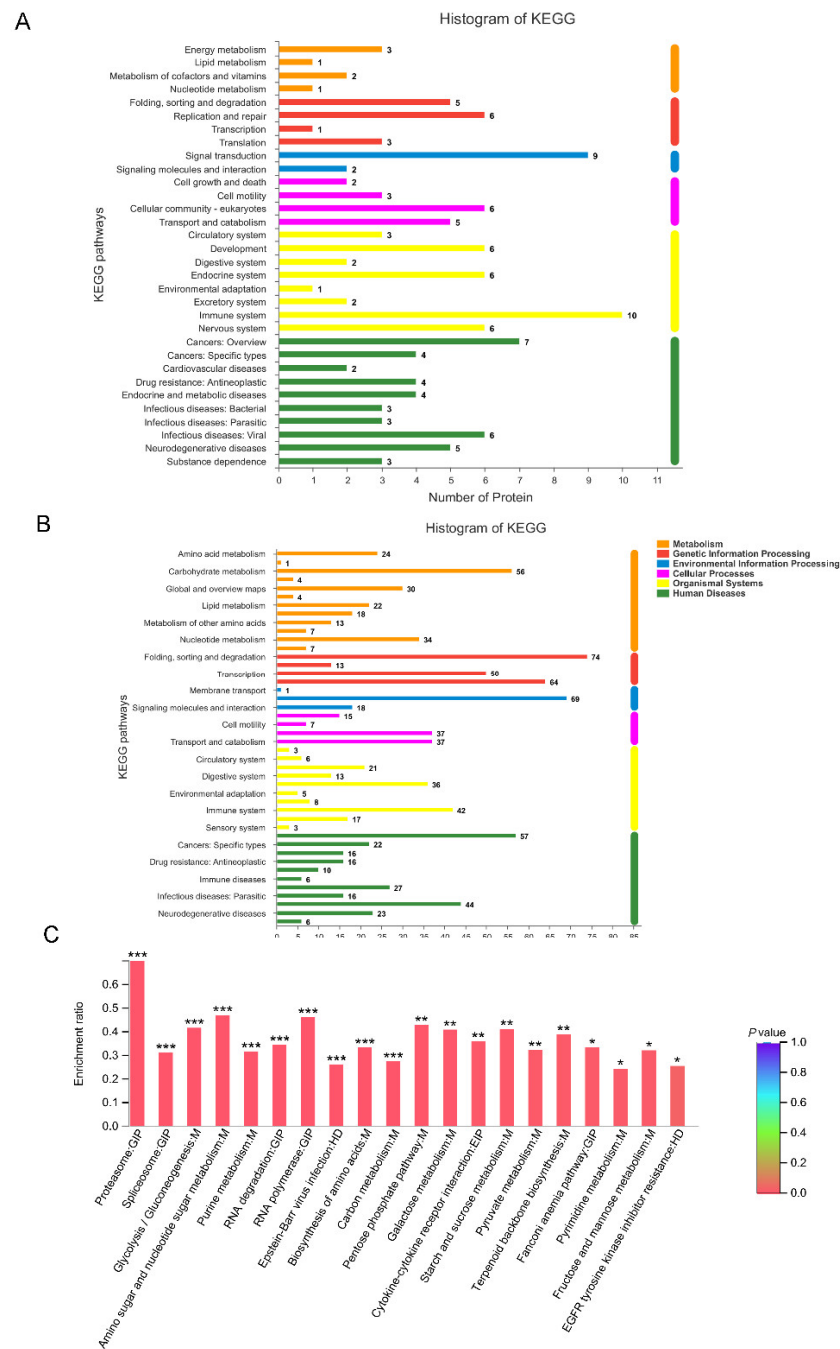 A
Histogram of KEGG
KEGG pathways
Energy metabolism 3
Lipid metabolism 1
Metabolism of cofactors and vitamins 2
Nucleotide metabolism 1
Folding, sorting and degradation 5
Replication and repair 6
Transcription 1
Translation 3
Signal transduction 9
Signaling molecules and interaction 2
Cell growth and death 2
Cell motility 3
Cellular community - eukaryotes 6
Transport and catabolism 5
Circulatory system 3
Development 6
Digestive system 2
Endocrine system 6
Environmental adaptation 1
Excretory system 2
Immune system 10
Nervous system 6
Cancers: Overview 7
Cancers: Specific types 4
Cardiovascular diseases 2
Drug resistance: Antineoplastic 4
Endocrine and metabolic diseases 4
Infectious diseases: Bacterial 3
Infectious diseases: Parasitic 3
Infectious diseases: Viral 6
Neurodegenerative diseases 5
Substance dependence 3
0 1 2 3 4 5 6 7 8 9 10 11
Number of Protein
B
Histogram of KEGG
Metabolism
Genetic Information Processing
Environmental Information Processing
Cellular Processes
Organismal Systems
Human Diseases
KEGG pathways
Amino acid metabolism 24
1
Carbohydrate metabolism 56
4
Global and overview maps 30
4
Lipid metabolism 22
18
Metabolism of other amino acids 13
7
Nucleotide metabolism 34
7
Folding, sorting and degradation 74
13
Transcription 50
64
Membrane transport 1
69
Signaling molecules and interaction 18
15
Cell motility 7
37
Transport and catabolism 37
3
Circulatory system 6
21
Digestive system 13
36
Environmental adaptation 5
8
Immune system 42
17
Sensory system 3
57
Cancers: Specific types 22
16
Drug resistance: Antineoplastic 16
10
Immune diseases 6
27
Infectious diseases: Parasitic 16
44
Neurodegenerative diseases 23
6
0 5 10 15 20 25 30 35 40 45 50 55 60 65 70 75 80 85
C
Enrichment ratio
0.6
0.5
0.4
0.3
0.2
0.1
0.0
*** *** *** *** *** *** *** *** *** *** ** ** ** ** ** ** * * * *
Proteasome:GIP
Spliceosome:GIP
Glycolysis / Gluconeogenesis:M
Amino sugar and nucleotide sugar metabolism:M
Purine metabolism:M
RNA degradation:GIP
RNA polymerase:GIP
Epstein-Barr virus infection:HD
Biosynthesis of amino acids:M
Carbon metabolism:M
Pentose phosphate pathway:M
Galactose metabolism:M
Cytokine-cytokine receptor interaction:EIP
Starch and sucrose metabolism:M
Pyruvate metabolism:M
Terpenoid backbone biosynthesis:M
Fanconi anemia pathway:GIP
Pyrimidine metabolism:M
Fructose and mannose metabolism:M
EGFR tyrosine kinase inhibitor resistance:HD
P value
1.0
0.8
0.6
0.4
0.2
0.0